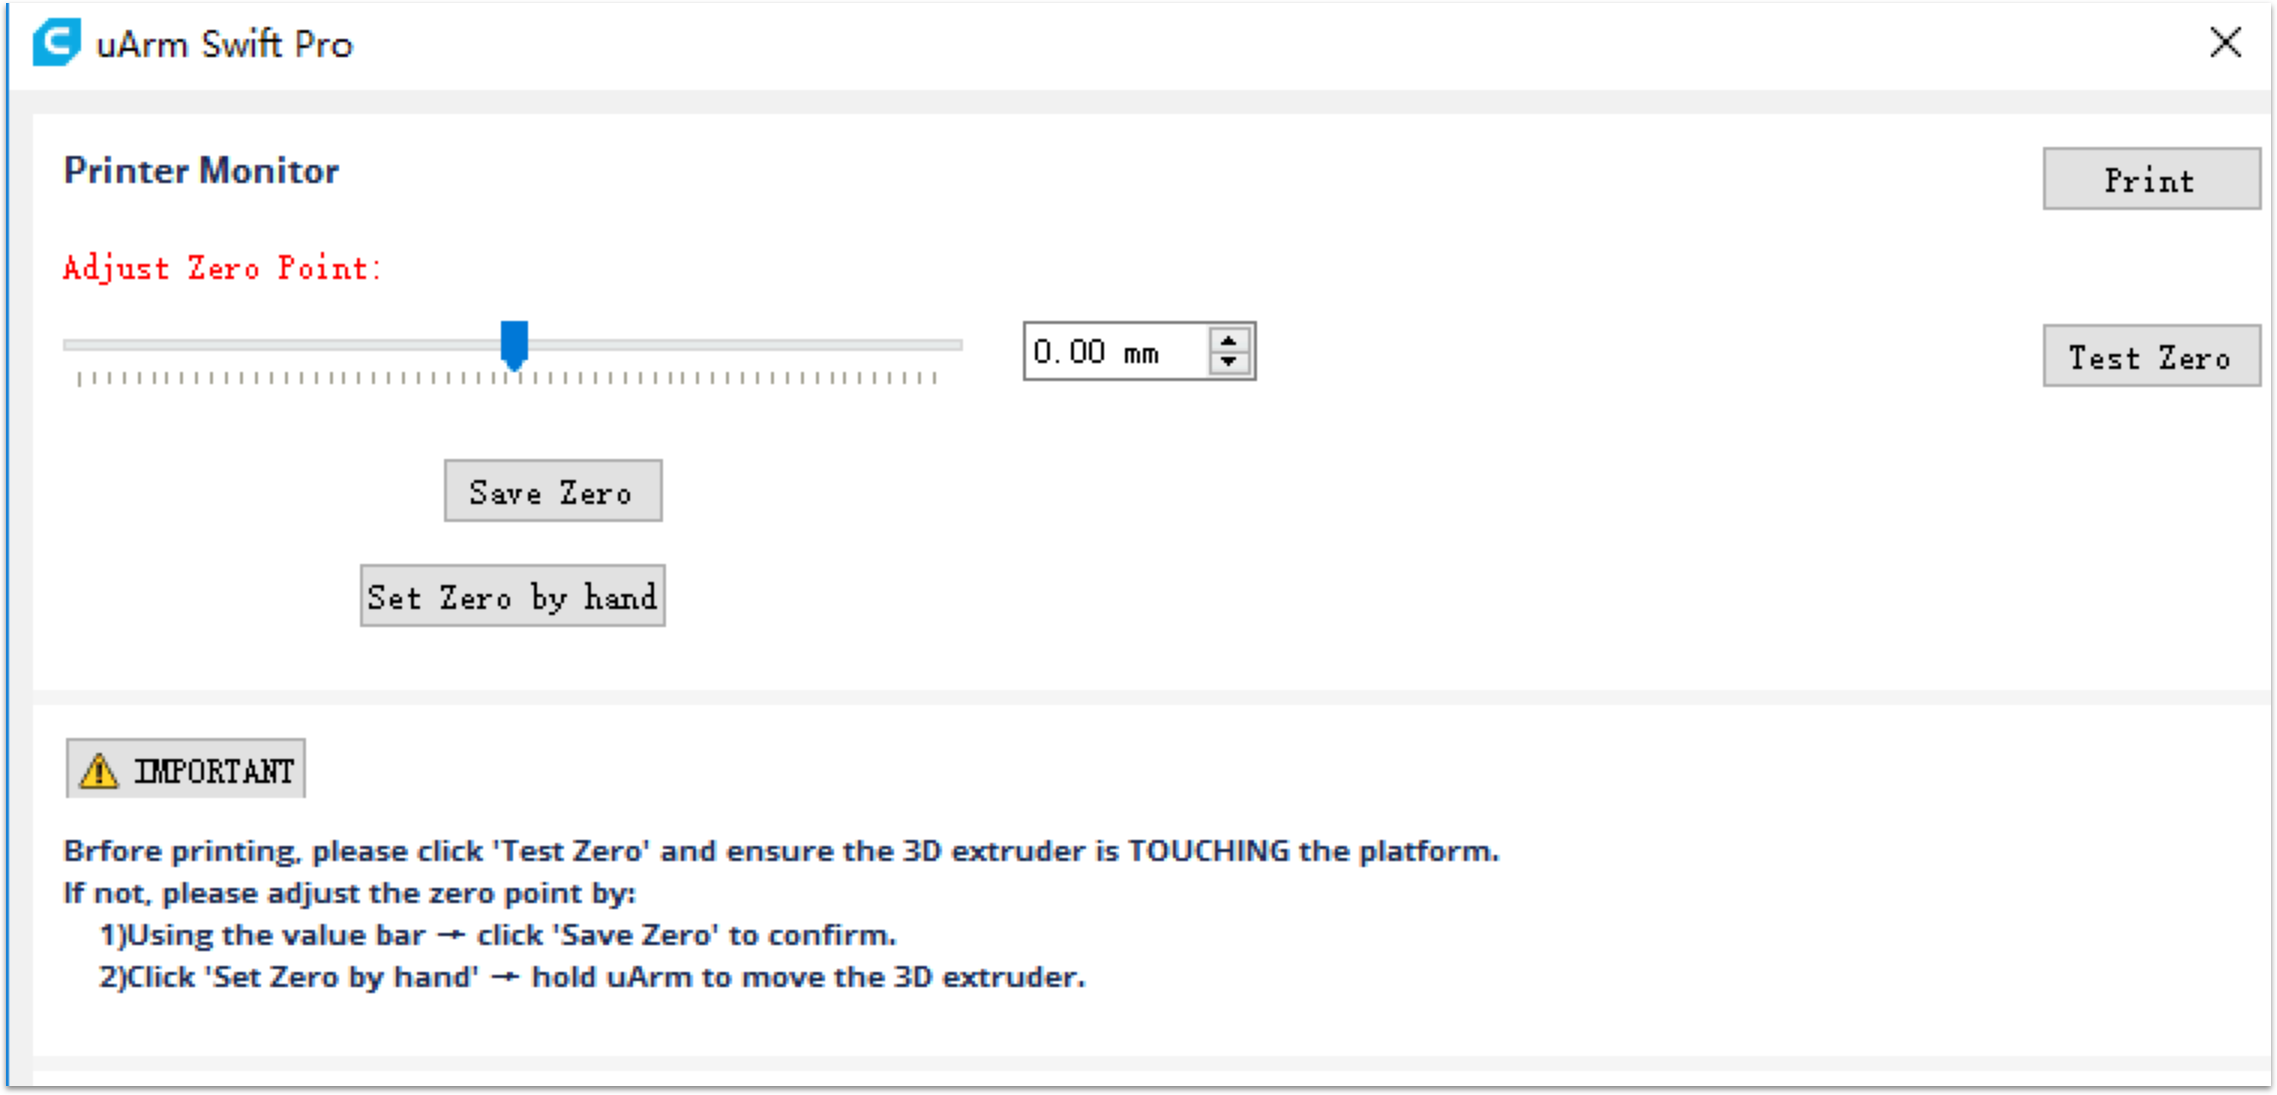 uArm Swift Pro
Printer Monitor
Print
Adjust Zero Point:
0.00 mm
Test Zero
Save Zero
Set Zero by hand
IMPORTANT
Brfore printing, please click 'Test Zero' and ensure the 3D extruder is TOUCHING the platform.
If not, please adjust the zero point by:
1)Using the value bar → click 'Save Zero' to confirm.
2)Click 'Set Zero by hand' → hold uArm to move the 3D extruder.